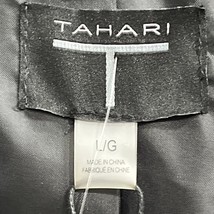 TAHARI
T
L/G
MADE IN CHINA
FABRIQUÉ EN CHINE